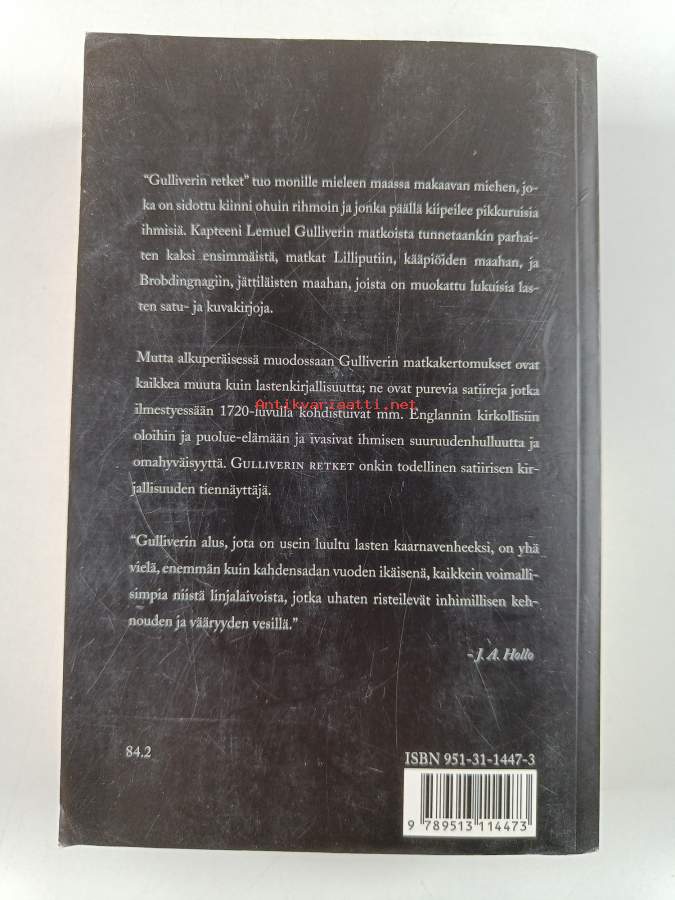 "Gulliverin retket" tuo monille mieleen maassa makaavan miehen, jo-
ka on sidottu kiinni ohuin rihmoin ja jonka päällä kiipeilee pikkuruisia
ihmisiä. Kapteeni Lemuel Gulliverin matkoista tunnetaankin parhai-
ten kaksi ensimmäistä, matkat Lilliputiin, kääpiöiden maahan, ja
Brobdingnagiin, jättiläisten maahan, joista on muokattu lukuisia las-
ten satu- ja kuvakirjoja.
Mutta alkuperäisessä muodossaan Gulliverin matkakertomukset ovat
kaikkea muuta kuin lastenkirjallisuutta; ne ovat purevia satiireja jotka
Antikvariaatti.net
ilmestyessään 1720-luvulla kohdistuivat mm. Englannin kirkollisiin
oloihin ja puolue-elämään ja ivasivat ihmisen suuruudenhulluutta ja
omahyväisyyttä. GULLIVERIN RETKET onkin todellinen satiirisen kir-
jallisuuden tiennäyttäjä.
"Gulliverin alus, jota on usein luultu lasten kaarnavenheeksi, on yhä
vielä, enemmän kuin kahdensadan vuoden ikäisenä, kaikkein voimalli-
simpia niistä linjalaivoista, jotka uhaten risteilevät inhimillisen keh-
nouden ja vääryyden vesillä."
- J. A. Hollo
84.2
ISBN 951-31-1447-3
9 789513 114473